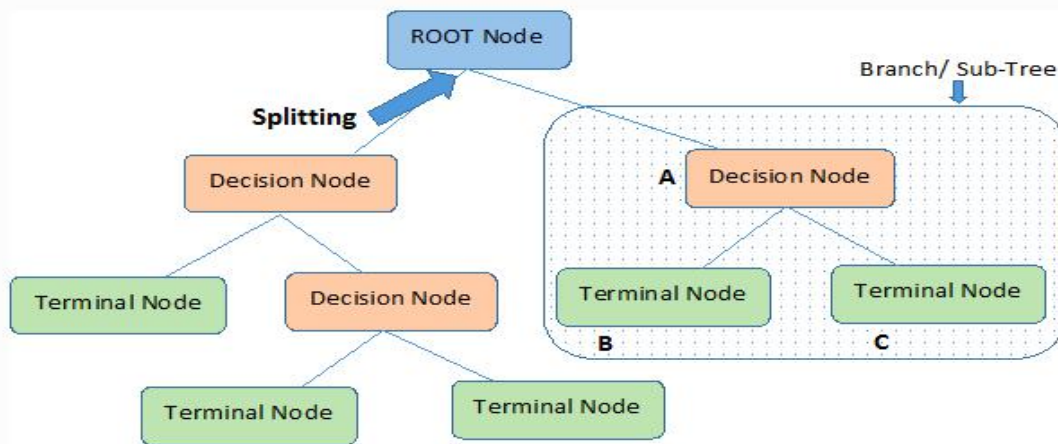 ROOT Node
Branch/ Sub-Tree
Splitting
Decision Node
A
Decision Node
Terminal Node
Decision Node
Terminal Node
Terminal Node
B
C
Terminal Node
Terminal Node